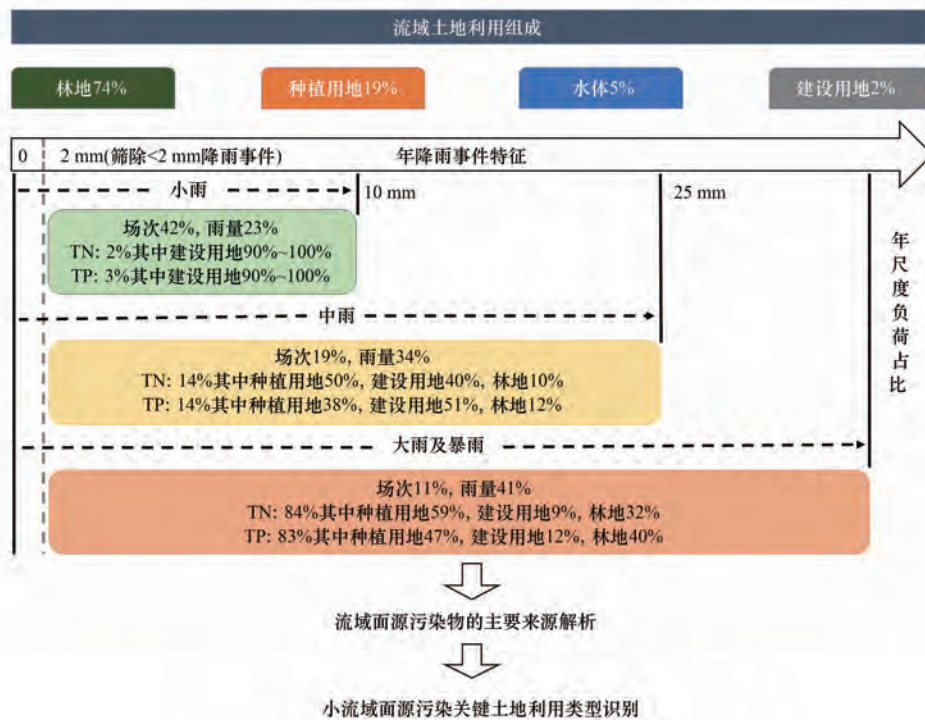 流域土地利用组成
林地74%
种植用地19%
水体5%
建设用地2%
0
2 mm(筛除<2 mm降雨事件)
年降雨事件特征
小雨
10 mm
25 mm
场次42%, 雨量23%
TN: 2%其中建设用地90%~100%
TP: 3%其中建设用地90%~100%
年尺度负荷占比
中雨
场次19%, 雨量34%
TN: 14%其中种植用地50%, 建设用地40%, 林地10%
TP: 14%其中种植用地38%, 建设用地51%, 林地12%
大雨及暴雨
场次11%, 雨量41%
TN: 84%其中种植用地59%, 建设用地9%, 林地32%
TP: 83%其中种植用地47%, 建设用地12%, 林地40%
流域面源污染物的主要来源解析
小流域面源污染关键土地利用类型识别